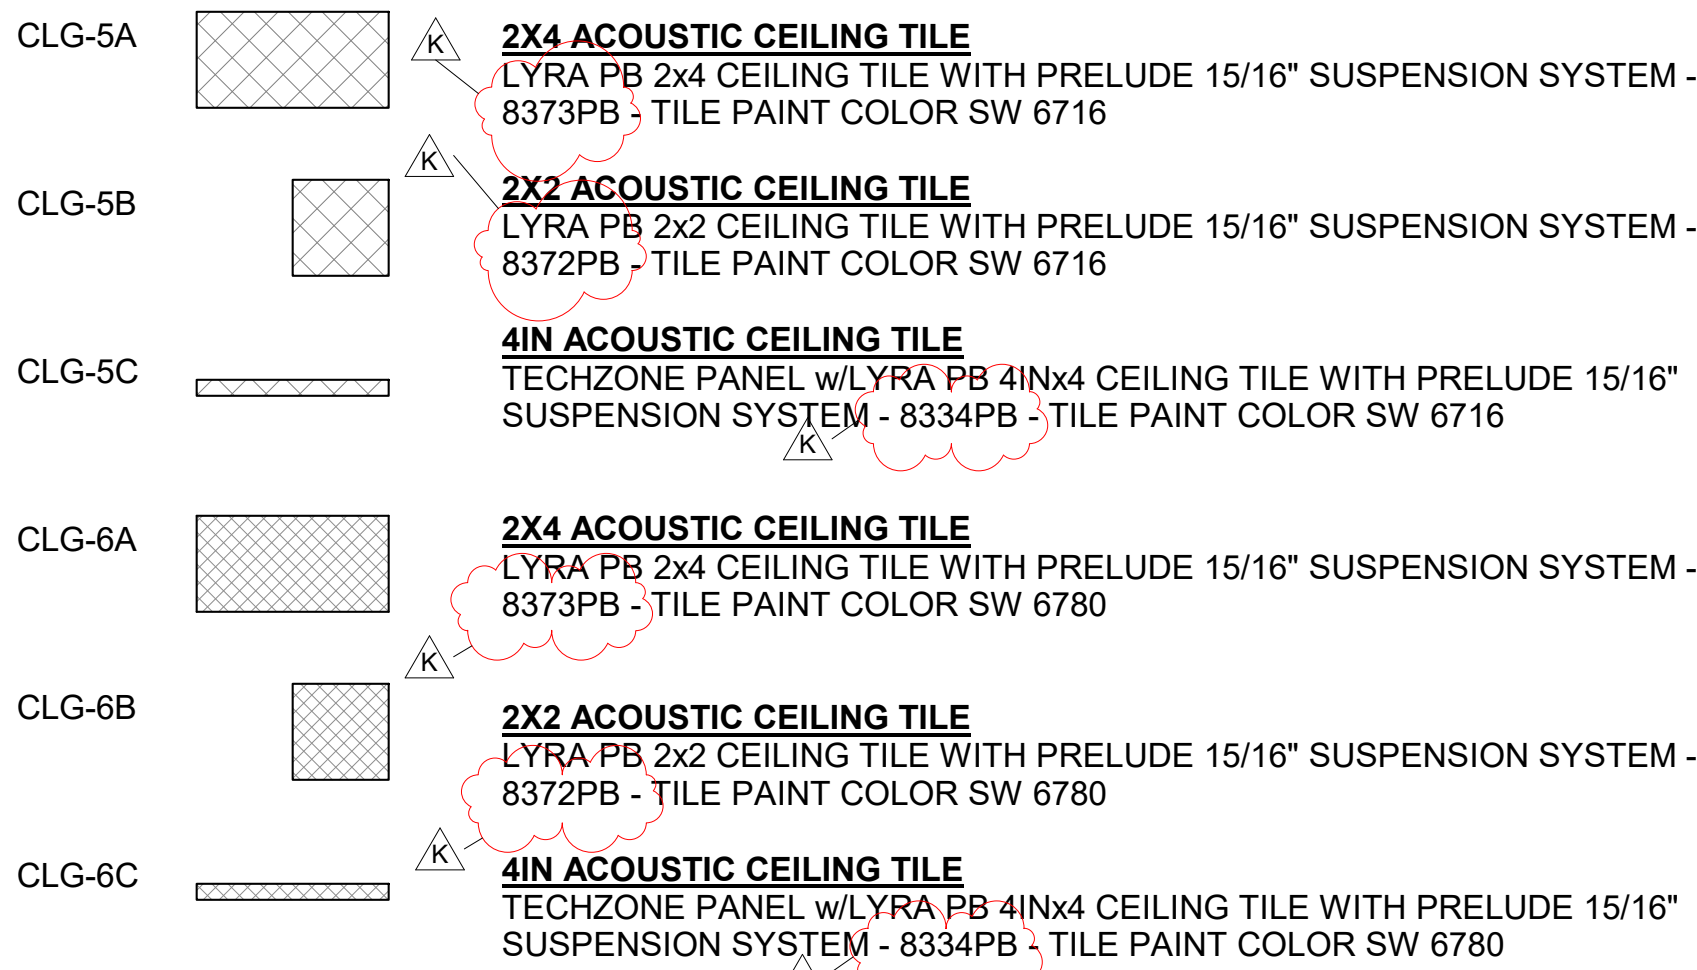 CLG-5A
K
2X4 ACOUSTIC CEILING TILE
LYRA PB 2x4 CEILING TILE WITH PRELUDE 15/16" SUSPENSION SYSTEM -
8373PB - TILE PAINT COLOR SW 6716
K
CLG-5B
2X2 ACOUSTIC CEILING TILE
LYRA PB 2x2 CEILING TILE WITH PRELUDE 15/16" SUSPENSION SYSTEM -
8372PB - TILE PAINT COLOR SW 6716
CLG-5C
4IN ACOUSTIC CEILING TILE
TECHZONE PANEL w/LYRA PB 4INx4 CEILING TILE WITH PRELUDE 15/16"
SUSPENSION SYSTEM - 8334PB - TILE PAINT COLOR SW 6716
K
CLG-6A
2X4 ACOUSTIC CEILING TILE
LYRA PB 2x4 CEILING TILE WITH PRELUDE 15/16" SUSPENSION SYSTEM -
8373PB - TILE PAINT COLOR SW 6780
K
CLG-6B
2X2 ACOUSTIC CEILING TILE
LYRA PB 2x2 CEILING TILE WITH PRELUDE 15/16" SUSPENSION SYSTEM -
8372PB - TILE PAINT COLOR SW 6780
K
CLG-6C
4IN ACOUSTIC CEILING TILE
TECHZONE PANEL w/LYRA PB 4INx4 CEILING TILE WITH PRELUDE 15/16"
SUSPENSION SYSTEM - 8334PB - TILE PAINT COLOR SW 6780